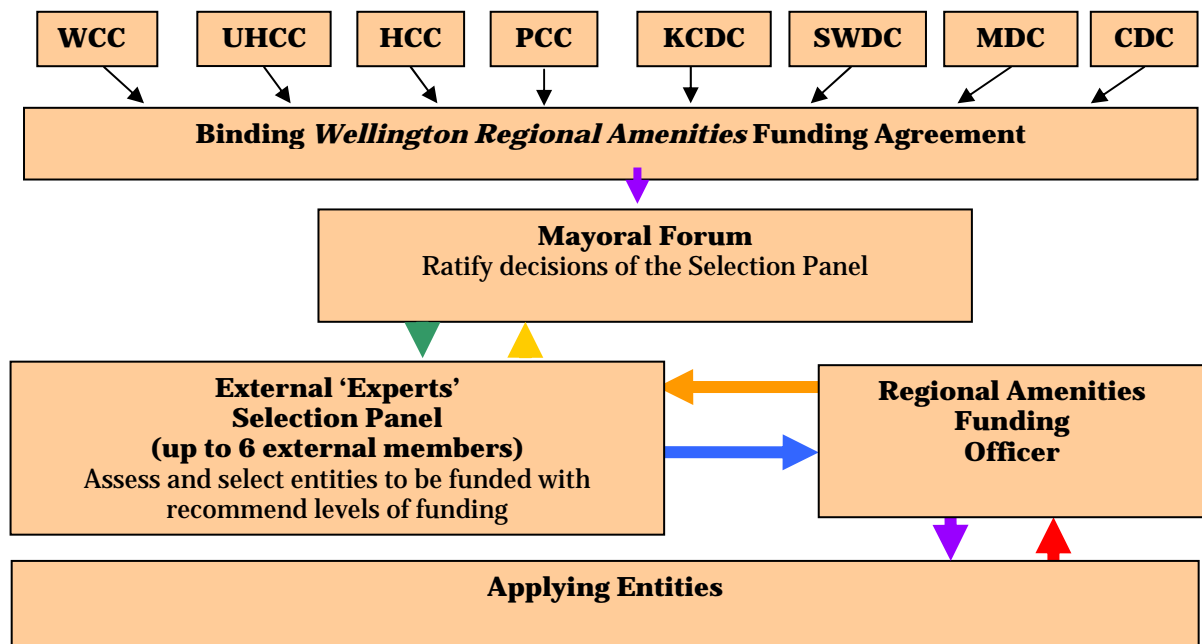 WCC UHCC HCC PCC KCDC SWDC MDC CDC
Binding Wellington Regional Amenities Funding Agreement
Mayoral Forum
Ratify decisions of the Selection Panel
External ‘Experts’
Selection Panel
(up to 6 external members)
Assess and select entities to be funded with
recommend levels of funding
Regional Amenities
Funding
Officer
Applying Entities